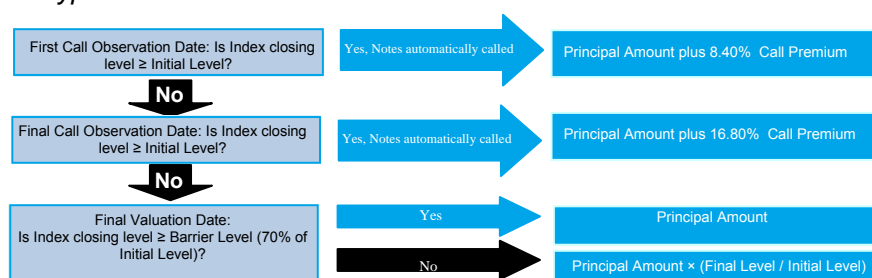 First Call Observation Date: Is Index closing
level ≥ Initial Level?
Yes, Notes automatically called
Principal Amount plus 8.40% Call Premium
No
Final Call Observation Date: Is Index closing
level ≥ Initial Level?
Yes, Notes automatically called
Principal Amount plus 16.80% Call Premium
No
Final Valuation Date:
Is Index closing level ≥ Barrier Level (70% of
Initial Level)?
Yes
Principal Amount
No
Principal Amount × (Final Level / Initial Level)